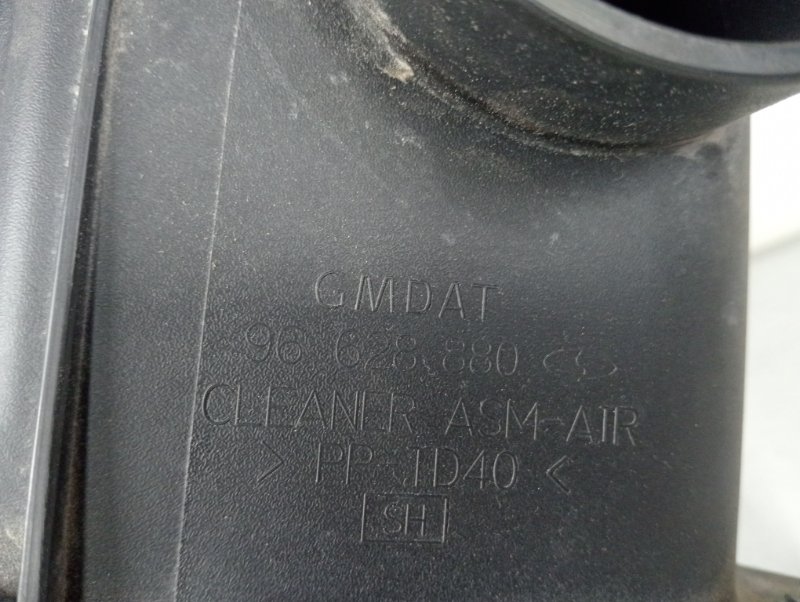 GMDAT
96 628 880
CLEANER ASM-AIR
> PP TD40 <
SH